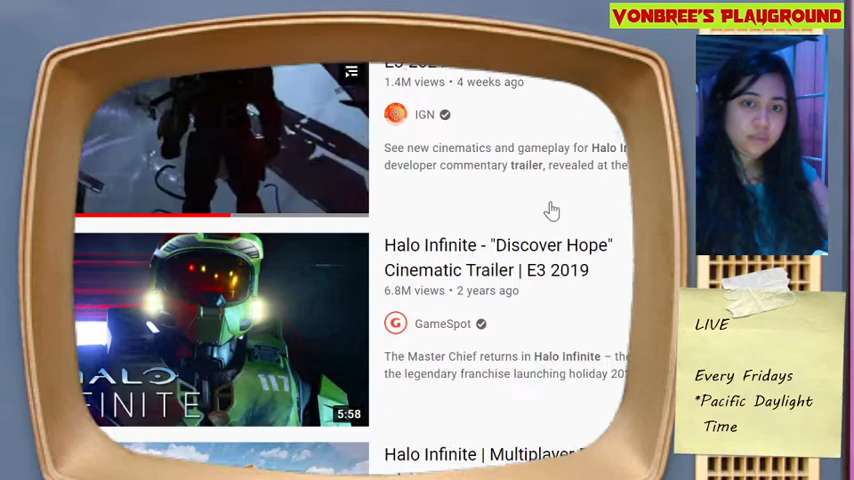 VONBREE'S PLAYGROUND
1.4M views • 4 weeks ago
IGN
See new cinematics and gameplay for Halo In
developer commentary trailer, revealed at the
Halo Infinite - "Discover Hope"
Cinematic Trailer | E3 2019
6.8M views • 2 years ago
GameSpot
The Master Chief returns in Halo Infinite – the
the legendary franchise launching holiday 20
HALO
INFINITE
117
5:58
Halo Infinite | Multiplayer
LIVE
Every Fridays
*Pacific Daylight
Time